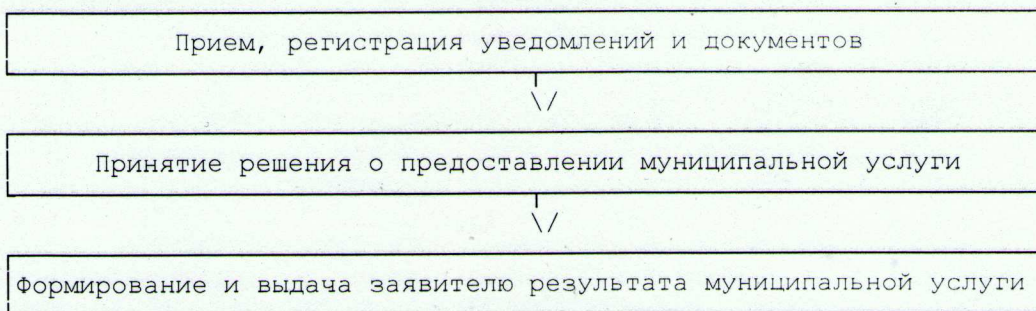 Прием, регистрация уведомлений и документов
Принятие решения о предоставлении муниципальной услуги
Формирование и выдача заявителю результата муниципальной услуги